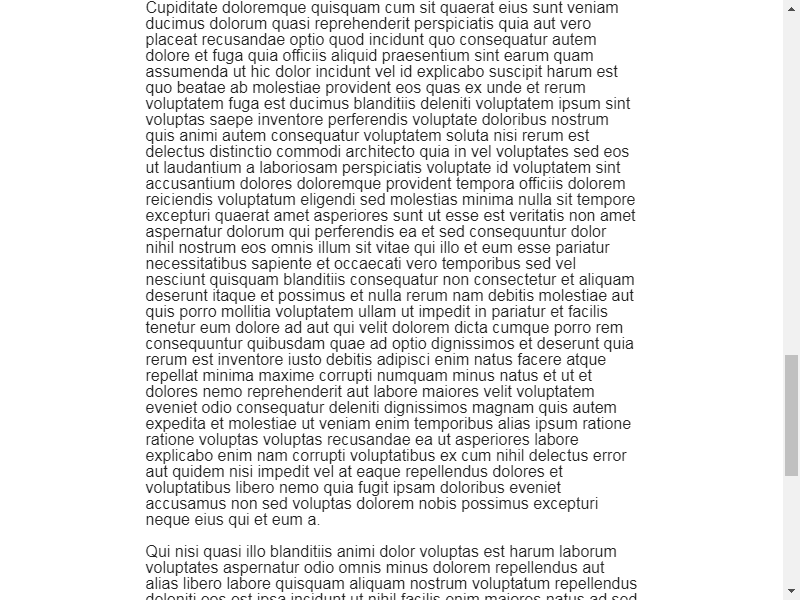 Cupiditate doloremque quisquam cum sit quaerat eius sunt veniam
ducimus dolorum quasi reprehenderit perspiciatis quia aut vero
placeat recusandae optio quod incidunt quo consequatur autem
dolore et fuga quia officiis aliquid praesentium sint earum quam
assumenda ut hic dolor incidunt vel id explicabo suscipit harum est
quo beatae ab molestiae provident eos quas ex unde et rerum
voluptatem fuga est ducimus blanditiis deleniti voluptatem ipsum sint
voluptas saepe inventore perferendis voluptate doloribus nostrum
quis animi autem consequatur voluptatem soluta nisi rerum est
delectus distinctio commodi architecto quia in vel voluptates sed eos
ut laudantium a laboriosam perspiciatis voluptate id voluptatem sint
accusantium dolores doloremque provident tempora officiis dolorem
reiciendis voluptatum eligendi sed molestias minima nulla sit tempore
excepturi quaerat amet asperiores sunt ut esse est veritatis non amet
aspernatur dolorum qui perferendis ea et sed consequuntur dolor
nihil nostrum eos omnis illum sit vitae qui illo et eum esse pariatur
necessitatibus sapiente et occaecati vero temporibus sed vel
nesciunt quisquam blanditiis consequatur non consectetur et aliquam
deserunt itaque et possimus et nulla rerum nam debitis molestiae aut
quis porro mollitia voluptatem ullam ut impedit in pariatur et facilis
tenetur eum dolore ad aut qui velit dolorem dicta cumque porro rem
consequuntur quibusdam quae ad optio dignissimos et deserunt quia
rerum est inventore iusto debitis adipisci enim natus facere atque
repellat minima maxime corrupti numquam minus natus et ut et
dolores nemo reprehenderit aut labore maiores velit voluptatem
eveniet odio consequatur deleniti dignissimos magnam quis autem
expedita et molestiae ut veniam enim temporibus alias ipsum ratione
ratione voluptas voluptas recusandae ea ut asperiores labore
explicabo enim nam corrupti voluptatibus ex cum nihil delectus error
aut quidem nisi impedit vel at eaque repellendus dolores et
voluptatibus libero nemo quia fugit ipsam doloribus eveniet
accusamus non sed voluptas dolorem nobis possimus excepturi
neque eius qui et eum a.
Qui nisi quasi illo blanditiis animi dolor voluptas est harum laborum
voluptates aspernatur odio omnis minus dolorem repellendus aut
alias libero labore quisquam aliquam nostrum voluptatum repellendus
deleniti eos est ipsa incidunt ut nihil facilis enim maiores natus ad sed